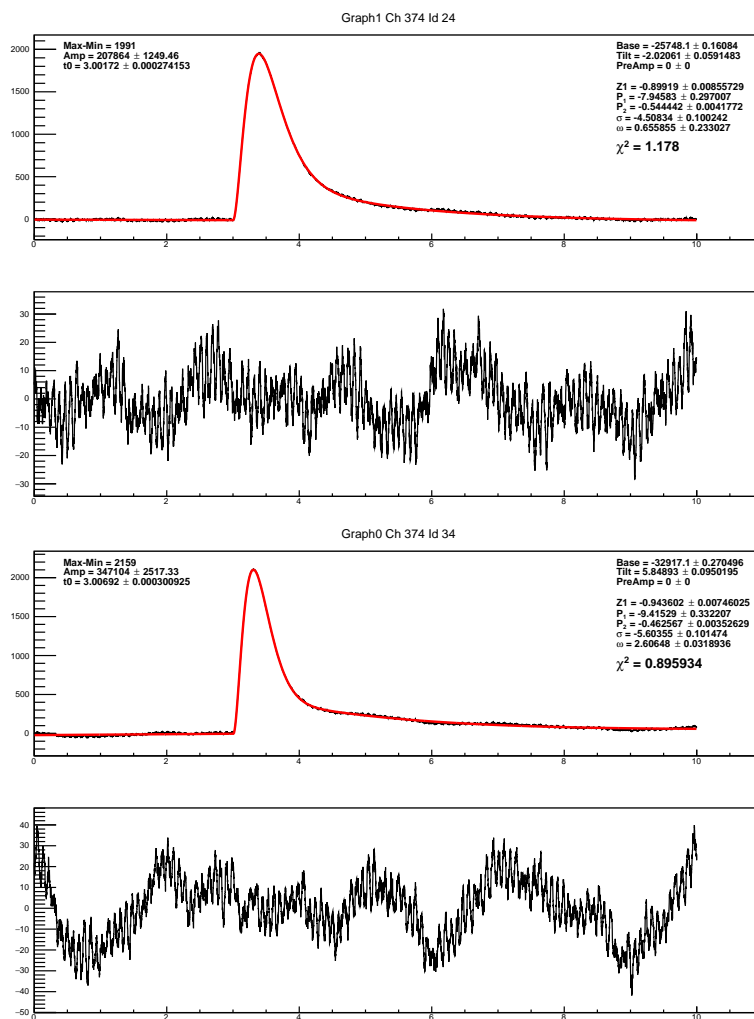 Graph1 Ch 374 Id 24
Max-Min = 1991
Amp = 207864 ± 1249.46
t0 = 3.00172 ± 0.000274153
Base = -25748.1 ± 0.16084
Tilt = -2.02061 ± 0.0591483
PreAmp = 0 ± 0
Z1 = -0.89919 ± 0.00855729
P₁ = -7.94583 ± 0.297007
P₂ = -0.544442 ± 0.0041772
σ = -4.50834 ± 0.100242
ω = 0.655855 ± 0.233027
χ² = 1.178
2000
1500
1000
500
0
0 2 4 6 8 10
30
20
10
0
−10
−20
−30
0 2 4 6 8 10
Graph0 Ch 374 Id 34
Max-Min = 2159
Amp = 347104 ± 2517.33
t0 = 3.00692 ± 0.000300925
Base = -32917.1 ± 0.270496
Tilt = 5.84893 ± 0.0950195
PreAmp = 0 ± 0
Z1 = -0.943602 ± 0.00746025
P₁ = -9.41529 ± 0.332207
P₂ = -0.462567 ± 0.00352629
σ = -5.60355 ± 0.101474
ω = 2.60648 ± 0.0318936
χ² = 0.895934
2000
1500
1000
500
0
0 2 4 6 8 10
40
30
20
10
0
−10
−20
−30
−40
−50
0 2 4 6 8 10